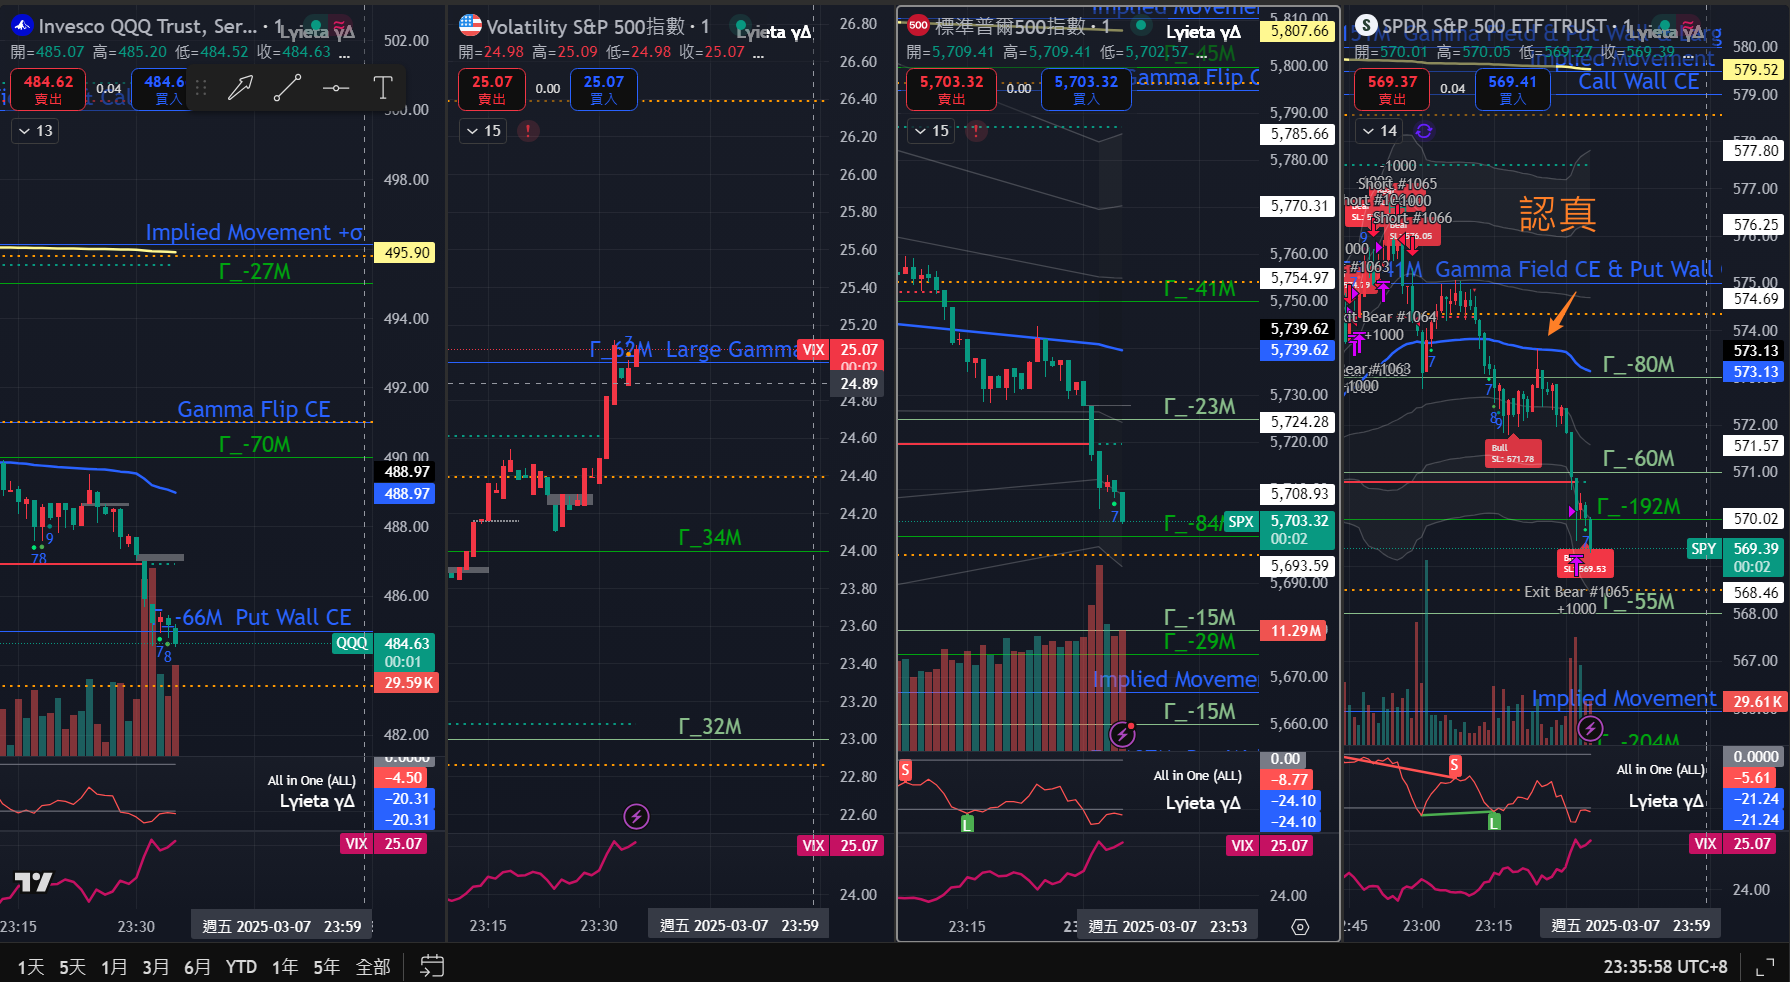 Invesco QQQ Trust, Ser... · 1
Lyieta γΔ
開=485.07 高=485.20 低=484.52 收=484.63
484.62
賣出
0.04
484.6
買入
13
T
502.00
498.00
Implied Movement +σ
495.90
Γ_-27M
494.00
492.00
Gamma Flip CE
Γ_-70M
490.00
488.97
488.97
488.00
9
78
486.00
-66M Put Wall CE
QQQ
484.63
00:01
78
29.59K
482.00
0.0000
All in One (ALL)
Lyieta γΔ
−4.50
−20.31
−20.31
VIX 25.07
23:15
23:30
週五 2025-03-07 23:59
Volatility S&P 500指數 · 1
Lyieta γΔ
開=24.98 高=25.09 低=24.98 收=25.07 ...
25.07
賣出
0.00
25.07
買入
15
26.80
26.60
26.40
26.20
26.00
25.80
25.60
25.40
25.20
Large Gamma
VIX 25.07
00:02
24.89
24.80
24.60
24.40
24.20
Γ_34M
24.00
23.80
23.60
23.40
23.20
Γ_32M
23.00
22.80
22.60
VIX 25.07
24.00
23:15
23:30
週五 2025-03-07 23:59
標準普爾500指數 · 1
Implied Movemen
Lyieta γΔ
開=5,709.41 高=5,709.41 低=5,702.57
5,703.32
賣出
0.00
5,703.32
買入
15
Gamma Flip C
5,810.00
5,807.66
5,800.00
5,790.00
5,785.66
5,780.00
5,770.31
5,760.00
5,754.97
Γ_-41M
5,750.00
5,739.62
5,739.62
5,730.00
Γ_-23M
5,724.28
5,720.00
5,708.93
7
Γ_-84M
SPX 5,703.32
00:02
5,693.59
5,690.00
Γ_-15M
11.29M
Γ_-29M
Implied Moveme
5,670.00
Γ_-15M
5,660.00
0.00
S
All in One (ALL)
Lyieta γΔ
−8.77
−24.10
−24.10
L
VIX 25.07
24.00
23:15
週五 2025-03-07 23:53
SPDR S&P 500 ETF TRUST · 1
Lyieta γΔ
開=570.01 高=570.05 低=569.27 收=569.39
569.37
賣出
0.04
569.41
買入
14
Implied Movement
Call Wall CE
580.00
579.52
579.00
577.80
577.00
576.25
576.00
-1000
Short #1065
Short #1066
認真
Gamma Field CE & Put Wall
575.00
574.69
574.00
Exit Bear #1064
+1000
573.13
573.13
Γ_-80M
7
7
89
Bull
SL: 571.78
572.00
571.57
Γ_-60M
571.00
Γ_-192M
570.02
SPY 569.39
00:02
7
SL: 569.53
568.46
Exit Bear #1065
+1000
Γ_-55M
568.00
567.00
Implied Movement
29.61K
Γ_-204M
0.0000
S
All in One (ALL)
Lyieta γΔ
−5.61
−21.24
−21.24
L
VIX 25.07
24.00
:45
23:00
23:15
週五 2025-03-07 23:59
1天 5天 1月 3月 6月 YTD 1年 5年 全部
23:35:58 UTC+8